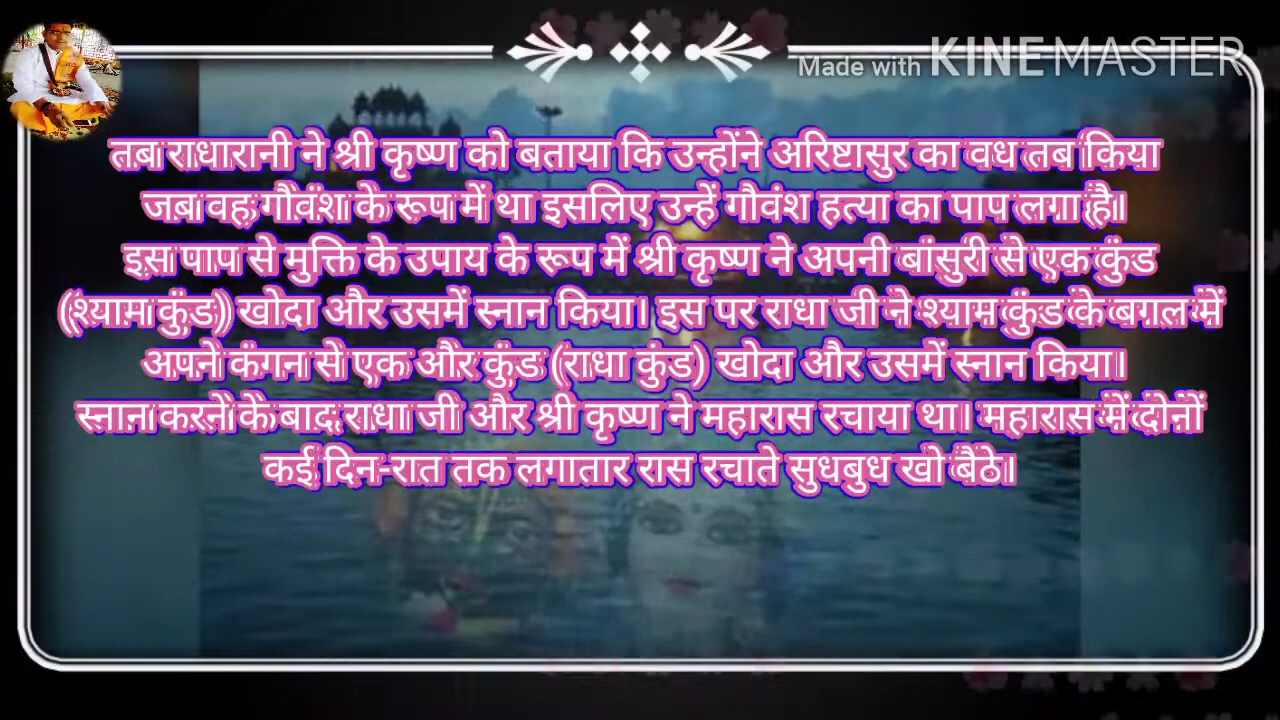 Made with KINEMASTER
तब राधारानी ने श्री कृष्ण को बताया कि उन्होंने अरिष्टासुर का वध तब किया
जब वह गौवंश के रूप में था इसलिए उन्हें गौवंश हत्या का पाप लगा है।
इस पाप से मुक्ति के उपाय के रूप में श्री कृष्ण ने अपनी बांसुरी से एक कुंड
(श्याम कुंड) खोदा और उसमें स्नान किया। इस पर राधा जी ने श्याम कुंड के बगल में
अपने कंगन से एक और कुंड (राधा कुंड) खोदा और उसमें स्नान किया।
स्नान करने के बाद राधा जी और श्री कृष्ण ने महारास रचाया था। महारास में दोनों
कई दिन-रात तक लगातार रास रचाते सुधबुध खो बैठे।